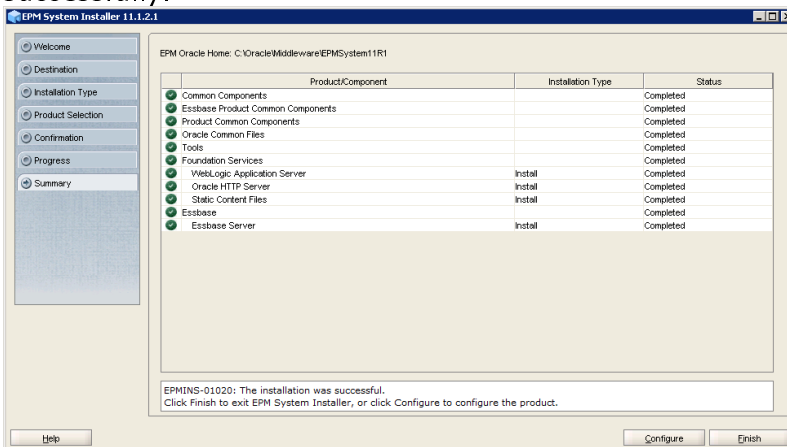 EPM System Installer 11.1.2.1
Welcome
Destination
Installation Type
Product Selection
Confirmation
Progress
Summary
EPM Oracle Home: C:\Oracle\Middleware\EPMSystem11R1
Product/Component Installation Type Status
Common Components Completed
Essbase Product Common Components Completed
Product Common Components Completed
Oracle Common Files Completed
Tools Completed
Foundation Services Completed
WebLogic Application Server Install Completed
Oracle HTTP Server Install Completed
Static Content Files Install Completed
Essbase Completed
Essbase Server Install Completed
EPMINS-01020: The installation was successful.
Click Finish to exit EPM System Installer, or click Configure to configure the product.
Help Configure Finish